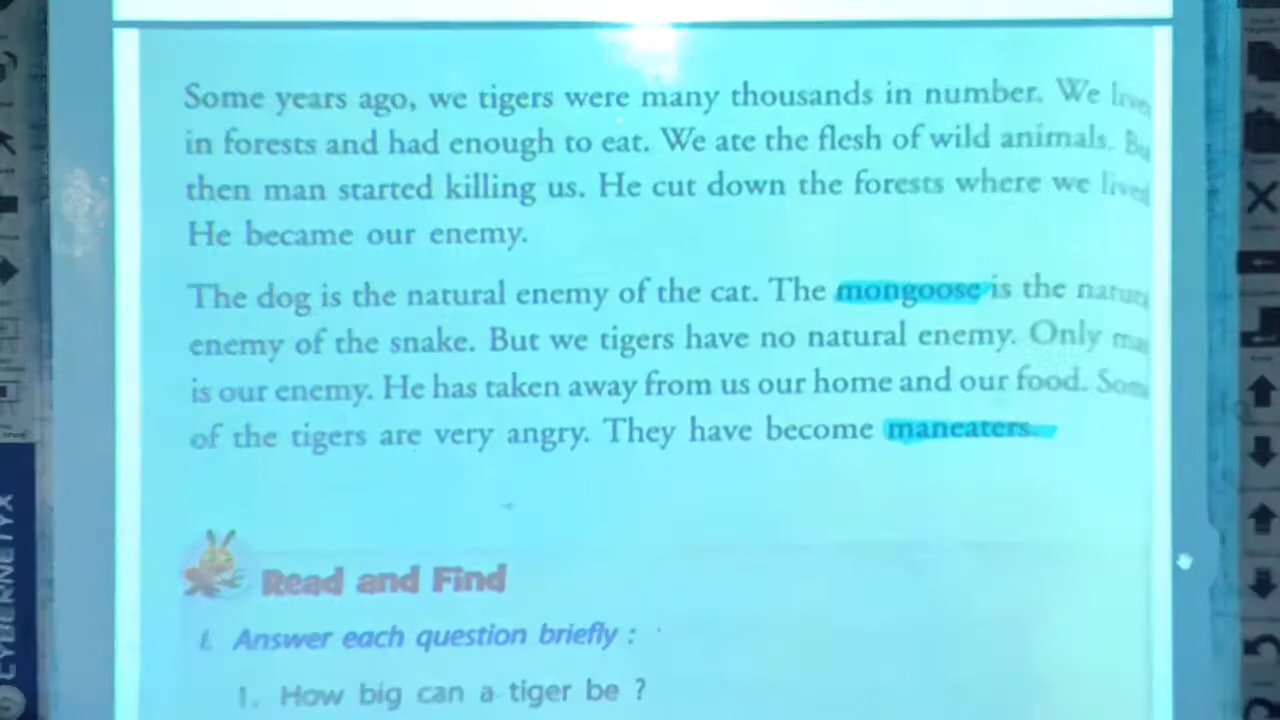 Some years ago, we tigers were many thousands in number. We
in forests and had enough to eat. We ate the flesh of wild animals.
then man started killing us. He cut down the forests where we lived
He became our enemy.
The dog is the natural enemy of the cat. The mongoose is the
enemy of the snake. But we tigers have no natural enemy. Only
is our enemy. He has taken away from us our home and our food.
of the tigers are very angry. They have become maneaters.
Read and Find
Answer each question briefly :
1. How big can a tiger be ?
CYBERNETYX